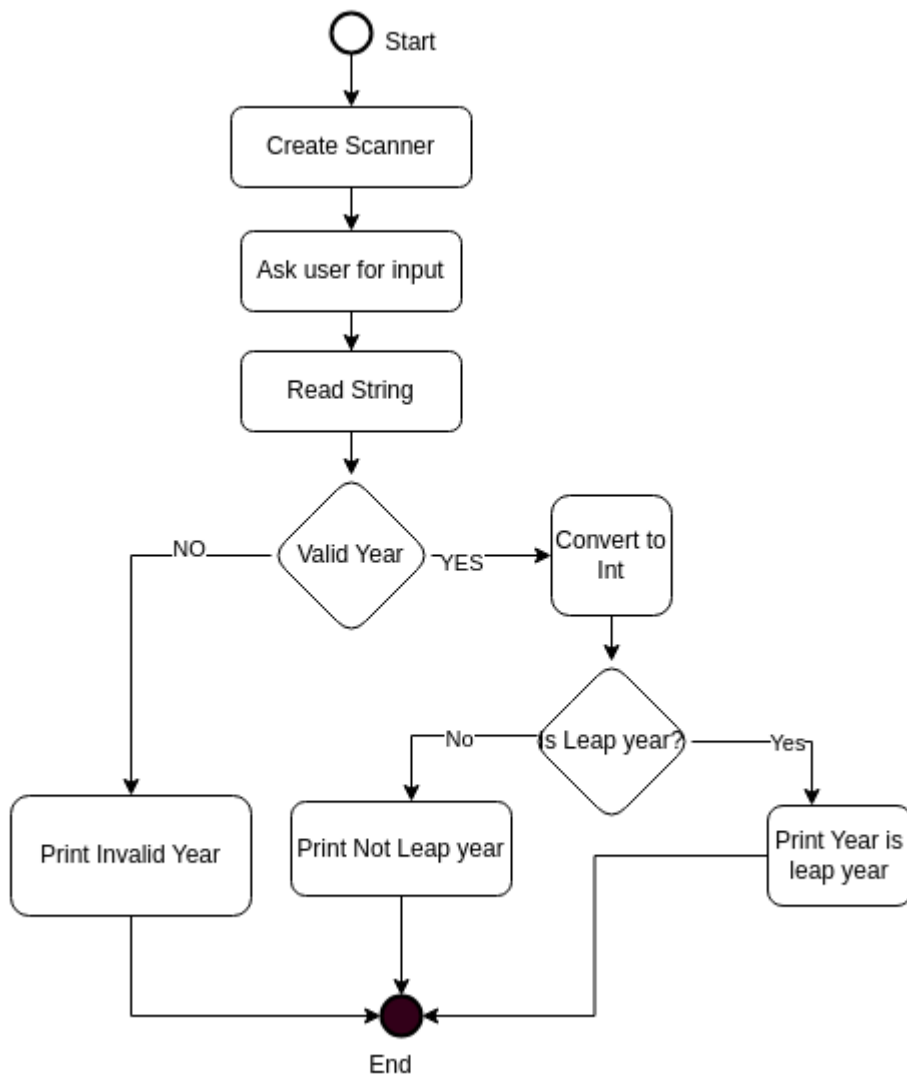 Start
Create Scanner
Ask user for input
Read String
NO
Valid Year
YES
Convert to
Int
No
Is Leap year?
Yes
Print Invalid Year
Print Not Leap year
Print Year is
leap year
End